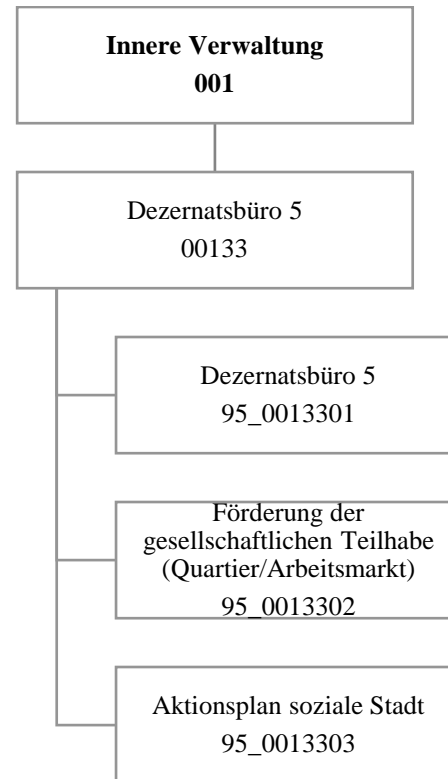 Innere Verwaltung
001
Dezernatsbüro 5
00133
Dezernatsbüro 5
95_0013301
Förderung der
gesellschaftlichen Teilhabe
(Quartier/Arbeitsmarkt)
95_0013302
Aktionsplan soziale Stadt
95_0013303